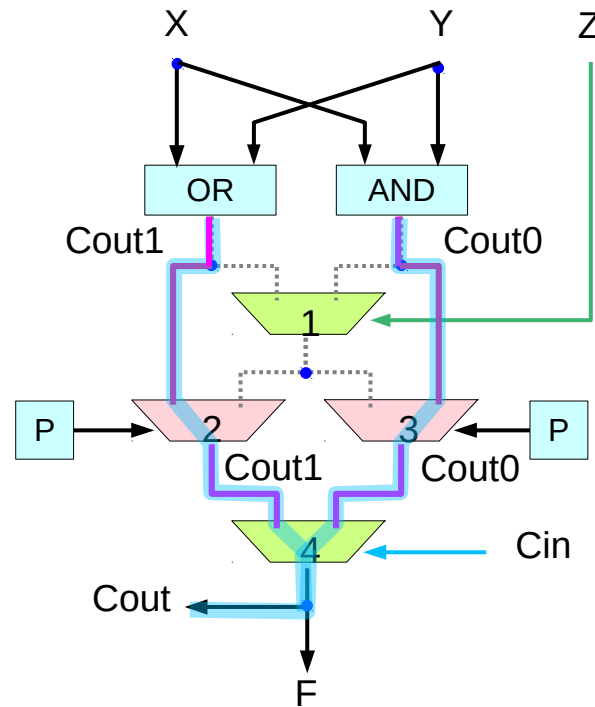 X Y Z
OR AND
Cout1 Cout0
1
P 2 3 P
Cout1 Cout0
4 Cin
Cout
F